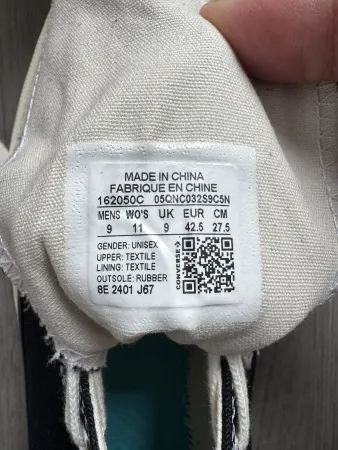 MADE IN CHINA
FABRIQUE EN CHINE
162050C 05QNC032S9C5N
MENS WO'S UK EUR CM
9 11 9 42.5 27.5
GENDER: UNISEX
UPPER: TEXTILE
LINING: TEXTILE
OUTSOLE: RUBBER
8E 2401 J67
CONVERSE